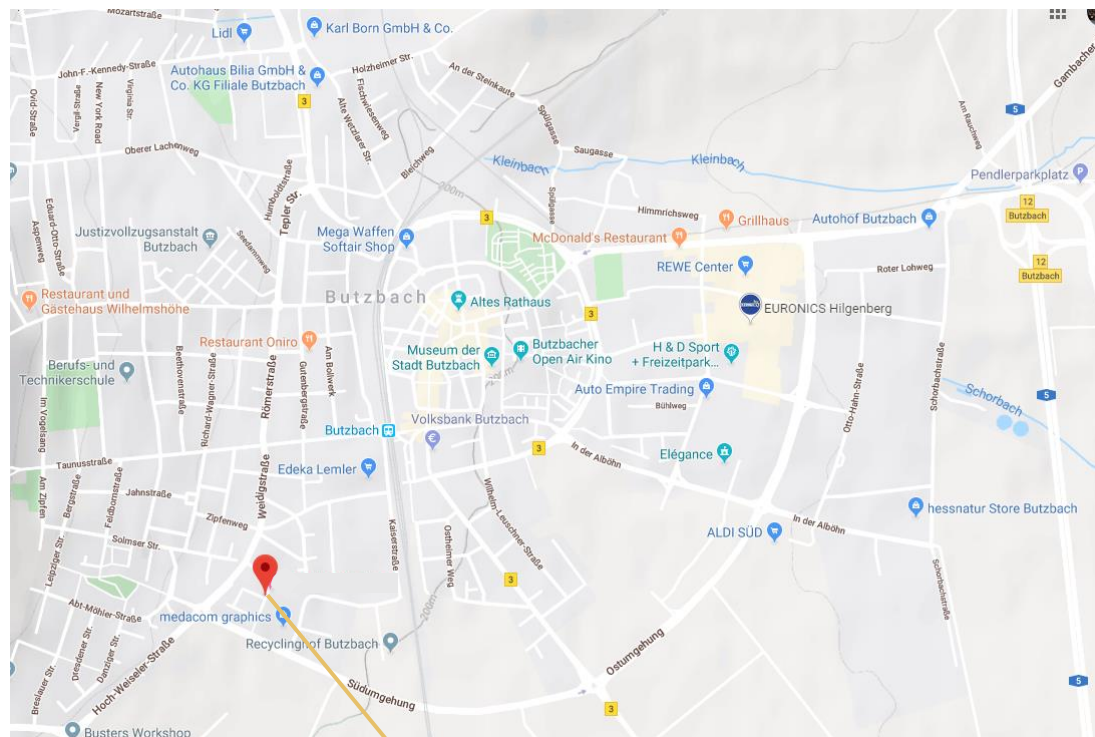 Mozartstraße
Lidl
Karl Born GmbH & Co.
Autohaus Bilia GmbH &
Co. KG Filiale Butzbach
John-F.-Kennedy-Straße
Holzheimer Str.
An der Steinkaute
Gambacher
Ovid-Straße
Vergil-Straße
New York Road
Virginia Str.
Fischwiesenweg
Alte Wetzlarer Str.
Spülgasse
Am Rauchweg
3
5
Oberer Lachenweg
Bleichweg
Saugasse
Kleinbach
Kleinbach
Pendlerparkplatz
P
200m
Humboldtstraße
Tepler Str.
Spülgasse
Eduard-Otto-Straße
Aspenweg
Himmrichsweg
12
Butzbach
3
Grillhaus
Autohof Butzbach
Justizvollzugsanstalt
Butzbach
Seedammweg
Mega Waffen
Softair Shop
McDonald's Restaurant
REWE Center
Roter Lohweg
12
Butzbach
Restaurant und
Gästehaus Wilhelmshöhe
Butzbach
Altes Rathaus
3
EURONICS Hilgenberg
Restaurant Oniro
Museum der
Stadt Butzbach
Butzbacher
Open Air Kino
H & D Sport
+ Freizeitpark...
Berufs- und
Technikerschule
Beethovenstraße
Richard-Wagner-Straße
Römerstraße
Gutenbergstraße
Am Bollwerk
200m
Auto Empire Trading
Bühlweg
Otto-Hahn-Straße
Schorbachstraße
Schorbach
5
Im Vogelsang
Butzbach
Volksbank Butzbach
€
3
In der Alböhn
Elégance
Taunusstraße
Edeka Lemler
Weidigstraße
Am Zipfen
Bergstraße
Feldbornstraße
Jahnstraße
Zipfenweg
Solmser Str.
Leipziger Str.
Kaiserstraße
Ostheimer Weg
Wilhelm-Leuschner-Straße
In der Alböhn
ALDI SÜD
hessnatur Store Butzbach
Schorbachstraße
3
200m
Abt-Möhler-Straße
medacom graphics
Recyclinghof Butzbach
Dresdener Str.
Danziger Str.
Breslauer Str.
Hoch-Weiseler-Straße
Südumgehung
Ostumgehung
3
5
Busters Workshop